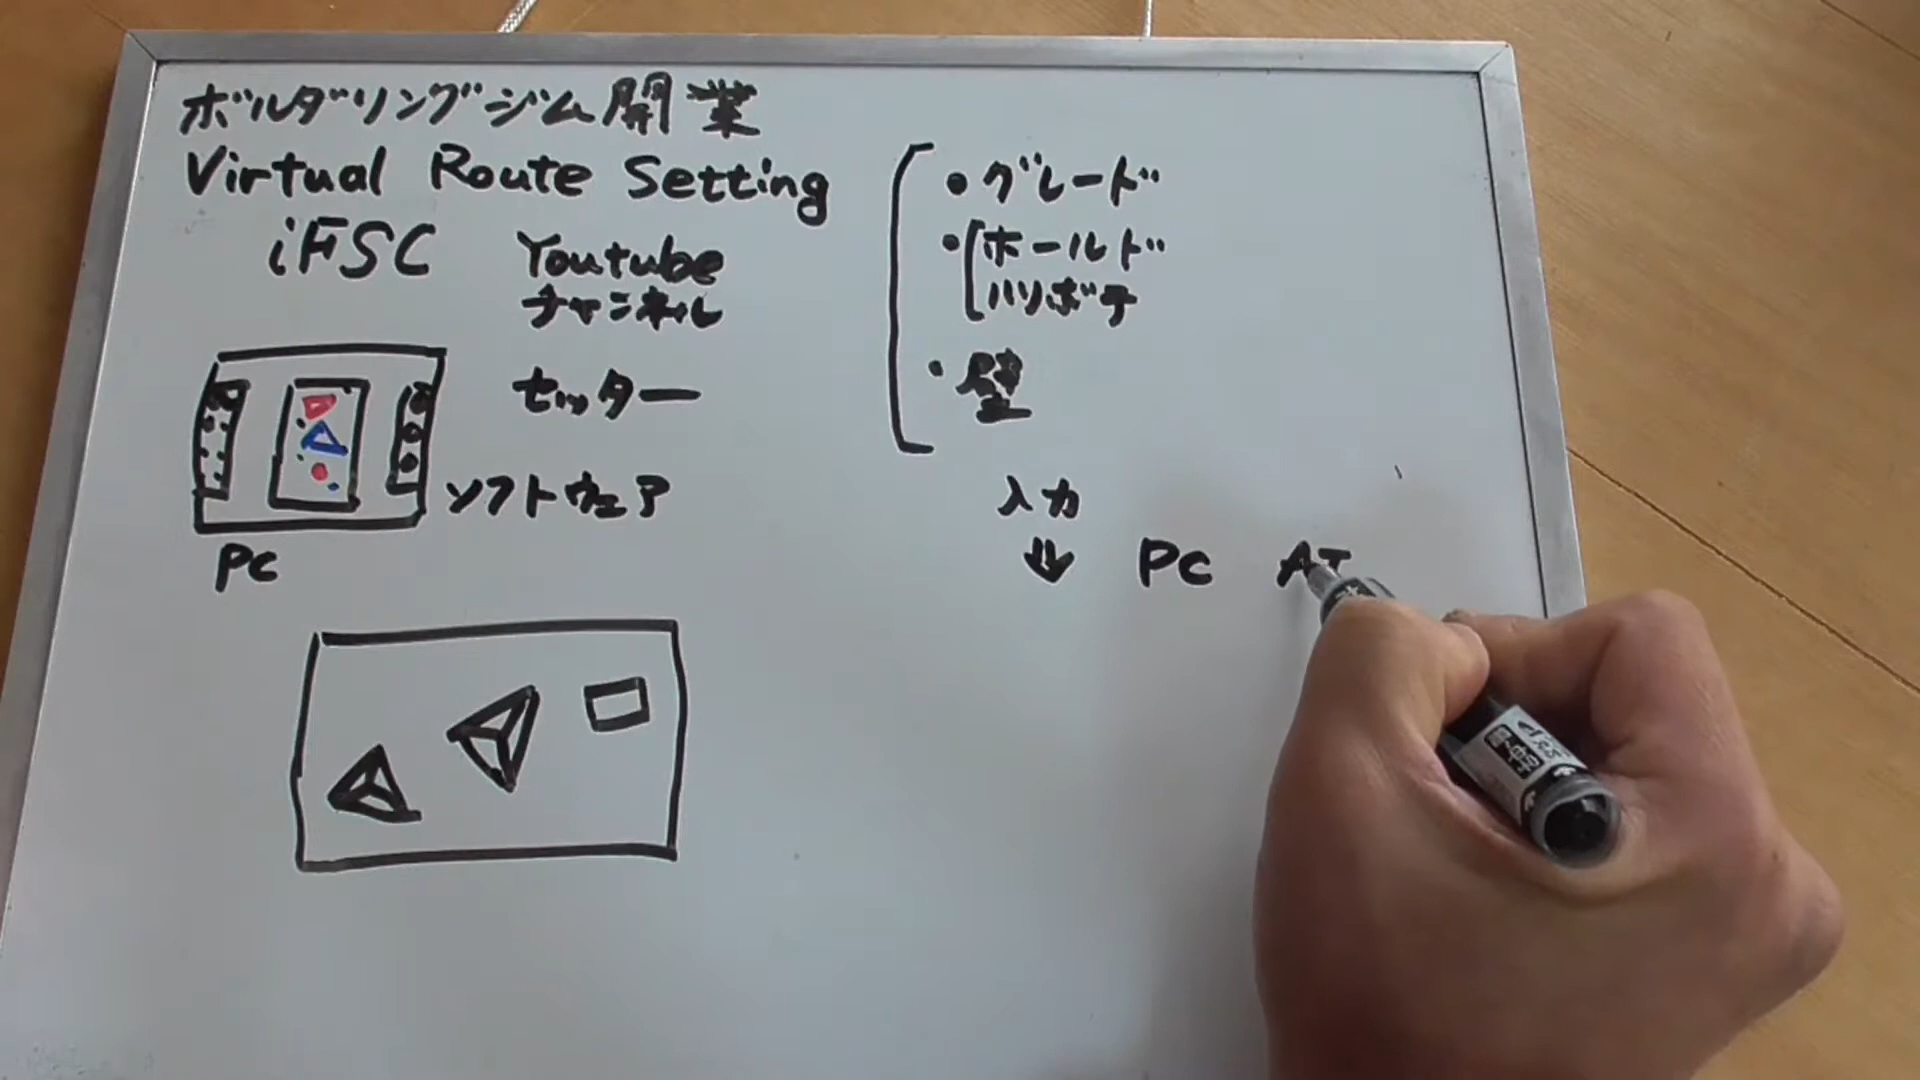 ボルダリングジム開業
Virtual Route Setting
iFSC
Youtube
チャンネル
セッター
ソフトウェア
PC
・グレード
・ホールド
ハリボテ
・壁
入力
⇓ PC AI